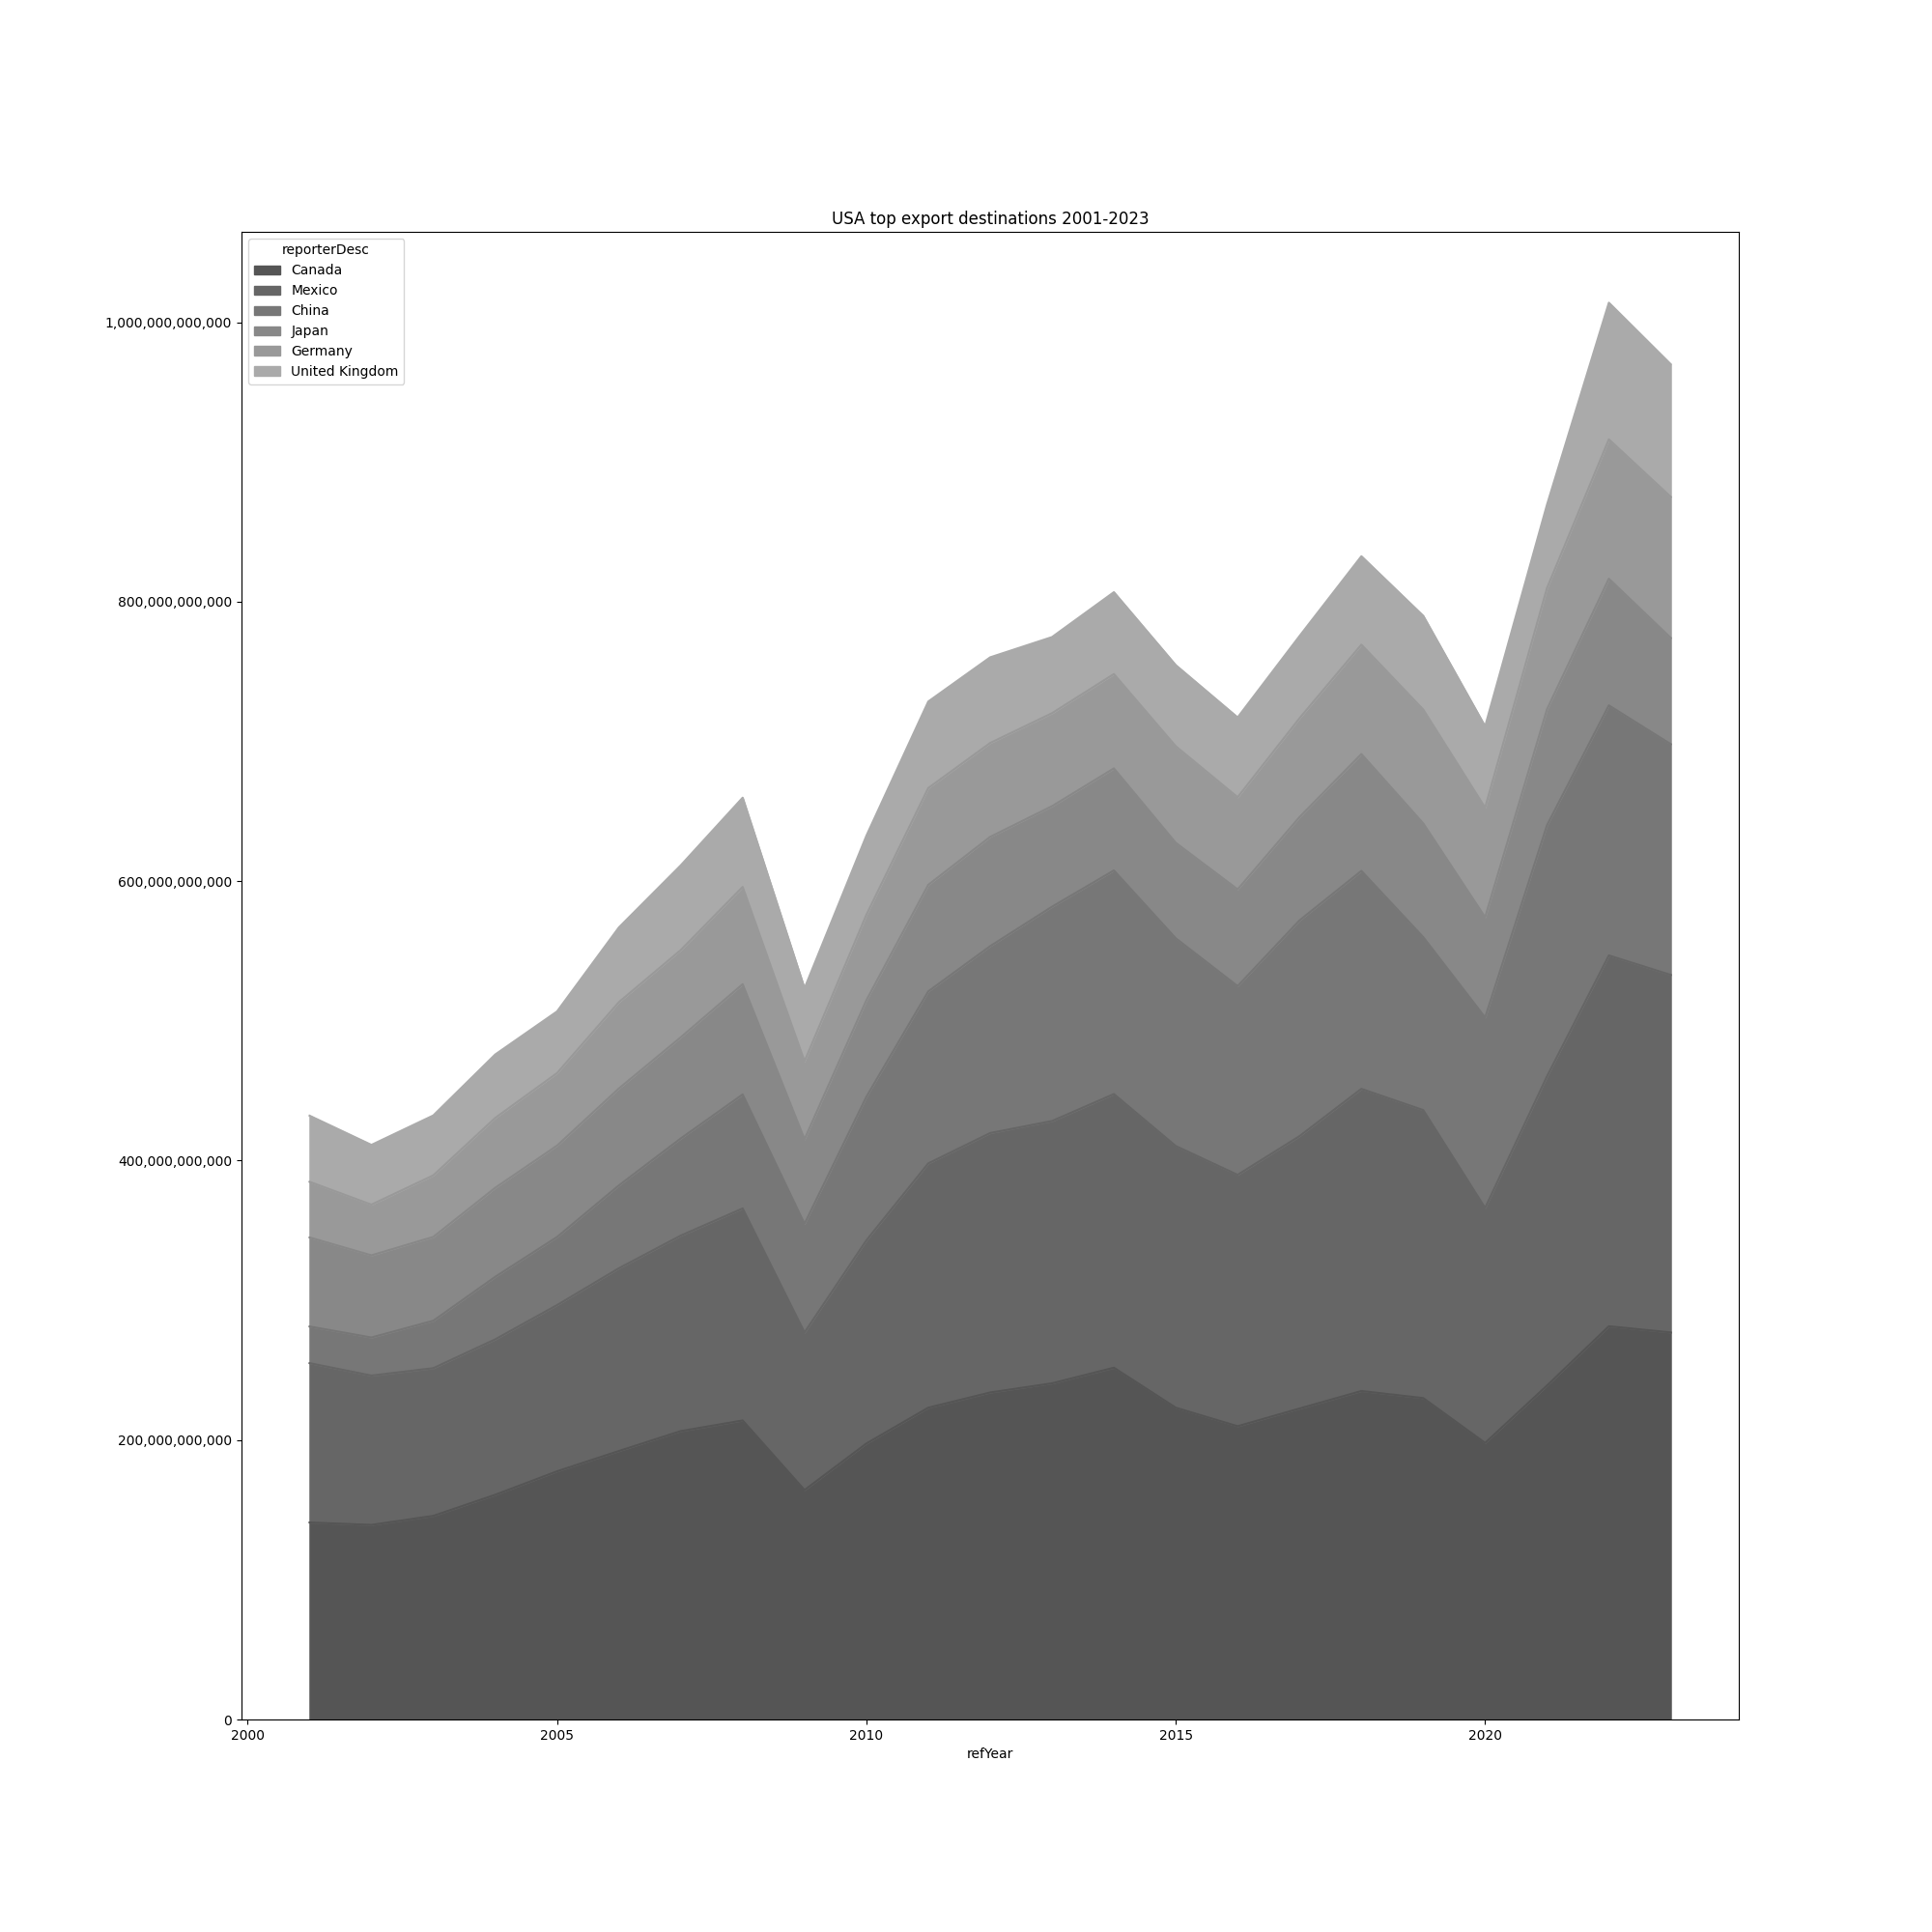 USA top export destinations 2001-2023
reporterDesc
Canada
Mexico
China
Japan
Germany
United Kingdom
1,000,000,000,000
800,000,000,000
600,000,000,000
400,000,000,000
200,000,000,000
0
2000 2005 2010 2015 2020
refYear